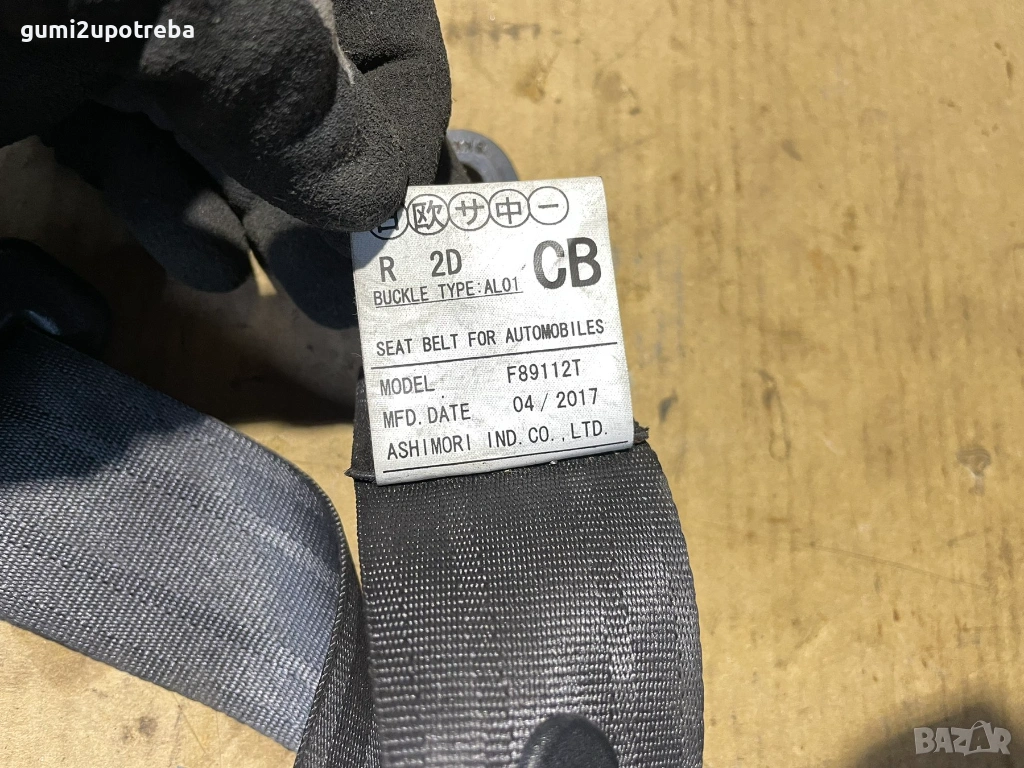 gumi2upotreba
日欧サ中一
R 2D CB
BUCKLE TYPE:AL01
SEAT BELT FOR AUTOMOBILES
MODEL F89112T
MFD. DATE 04/2017
ASHIMORI IND. CO.,LTD.
BAZAR